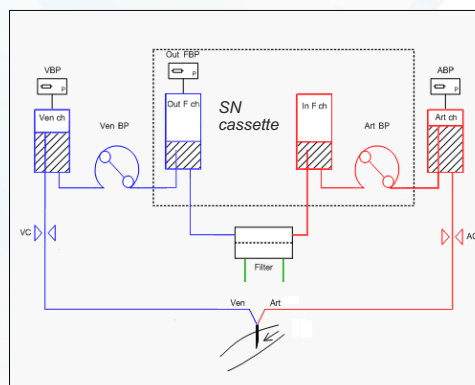 Out FBP
VBP
ABP
P
P
P
Ven ch
Out F ch
SN
cassette
In F ch
Art ch
Ven BP
Art BP
VC
AC
Filter
Ven
Art